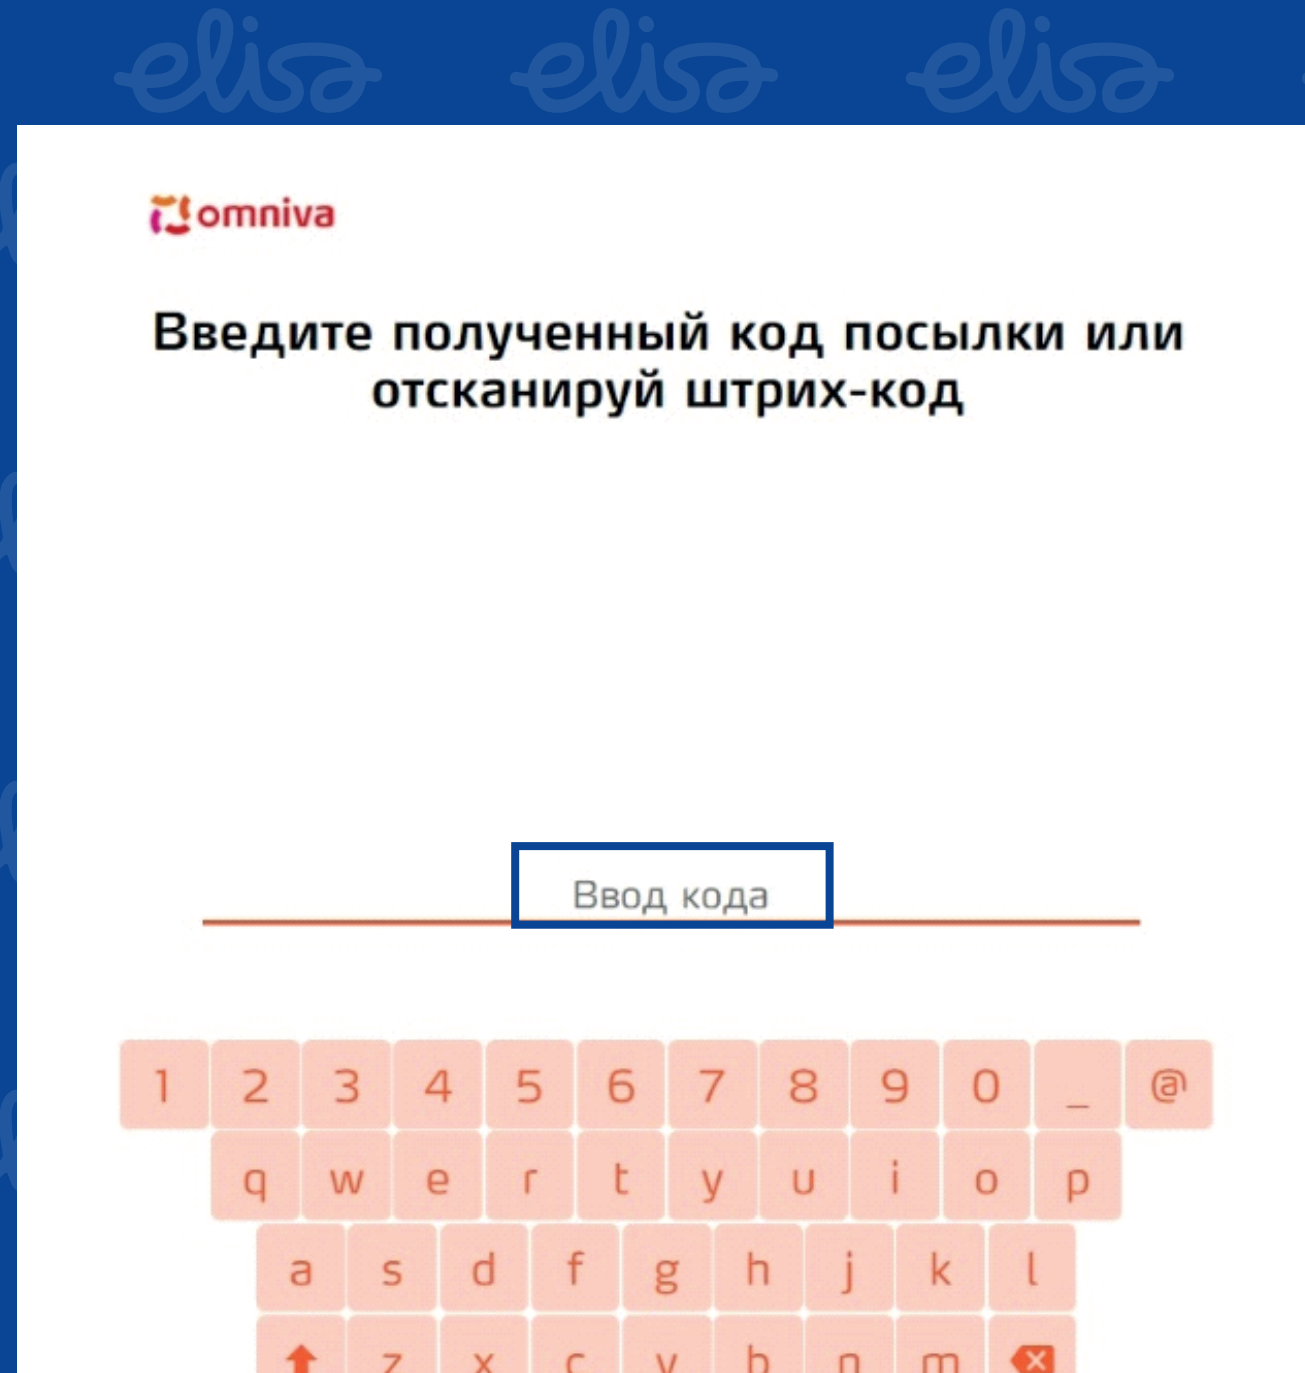 elisa elisa elisa
omniva
Введите полученный код посылки или
отсканируй штрих-код
Ввод кода
1 2 3 4 5 6 7 8 9 0 _ @
q w e r t y u i o p
a s d f g h j k l
z x c v b n m